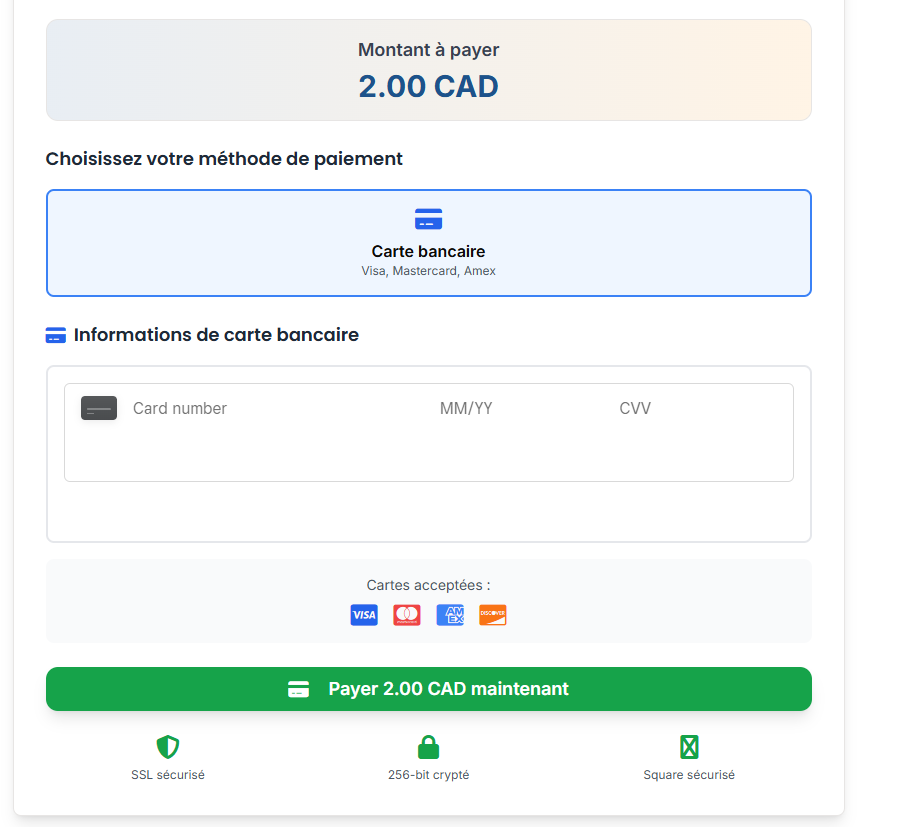 Montant à payer
2.00 CAD
Choisissez votre méthode de paiement
Carte bancaire
Visa, Mastercard, Amex
Informations de carte bancaire
Card number MM/YY CVV
Cartes acceptées :
VISA AM EX DISCOVER
Payer 2.00 CAD maintenant
SSL sécurisé 256-bit crypté Square sécurisé